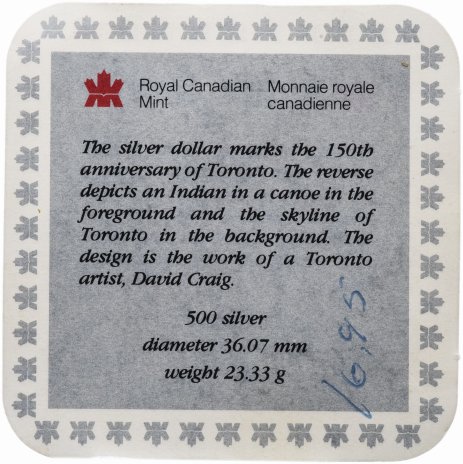 Royal Canadian Mint
Monnaie royale canadienne
The silver dollar marks the 150th
anniversary of Toronto. The reverse
depicts an Indian in a canoe in the
foreground and the skyline of
Toronto in the background. The
design is the work of a Toronto
artist, David Craig.
500 silver
diameter 36.07 mm
weight 23.33 g
16,95